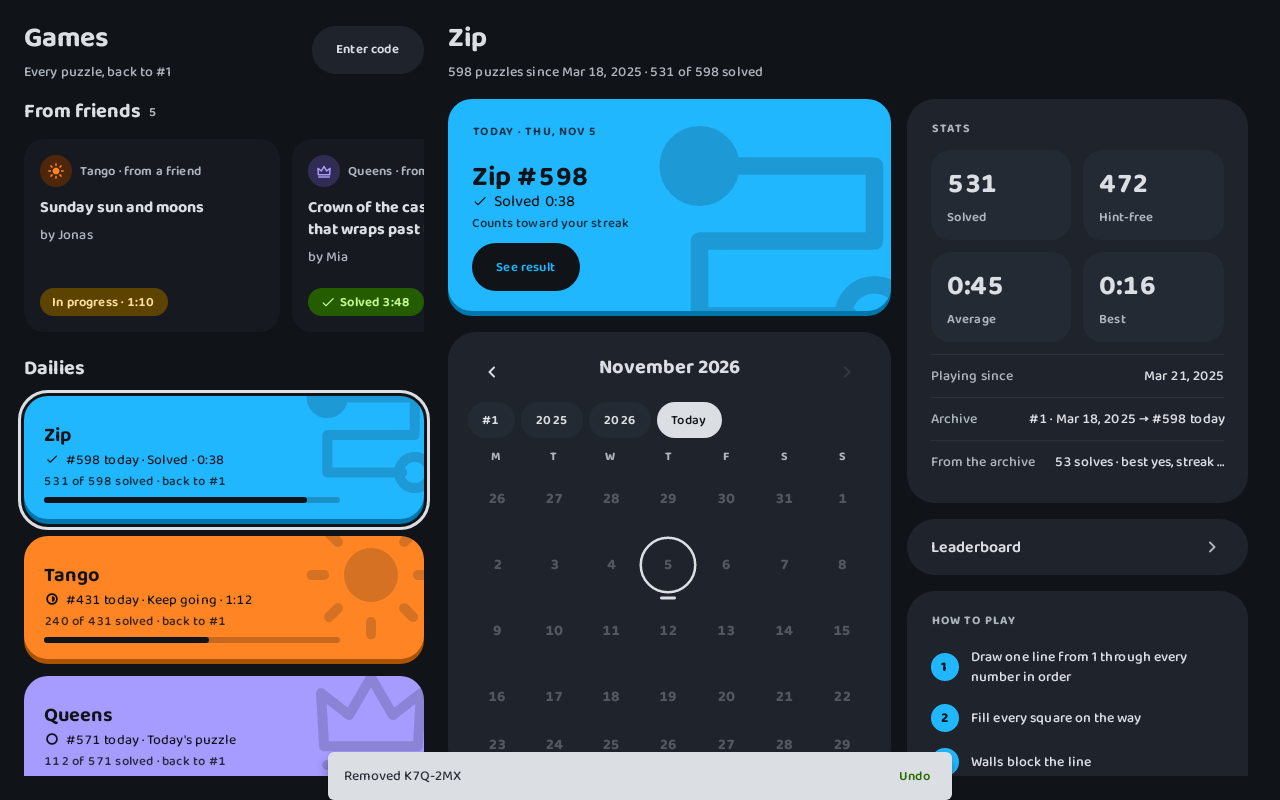 Games
Enter code
Every puzzle, back to #1
From friends 5
Tango · from a friend
Sunday sun and moons
by Jonas
In progress · 1:10
Queens · from
Crown of the cas
that wraps past
by Mia
Solved 3:48
Dailies
Zip
#598 today · Solved · 0:38
531 of 598 solved · back to #1
Tango
#431 today · Keep going · 1:12
240 of 431 solved · back to #1
Queens
#571 today · Today's puzzle
112 of 571 solved · back to #1
Zip
598 puzzles since Mar 18, 2025 · 531 of 598 solved
TODAY · THU, NOV 5
Zip #598
Solved 0:38
Counts toward your streak
See result
November 2026
#1 2025 2026 Today
M T W T F S S
26 27 28 29 30 31 1
2 3 4 5 6 7 8
9 10 11 12 13 14 15
16 17 18 19 20 21 22
23 24 25 26 27 28 29
STATS
531
Solved
472
Hint-free
0:45
Average
0:16
Best
Playing since Mar 21, 2025
Archive #1 · Mar 18, 2025 → #598 today
From the archive 53 solves · best yes, streak …
Leaderboard
HOW TO PLAY
1 Draw one line from 1 through every
number in order
2 Fill every square on the way
Walls block the line
Removed K7Q-2MX
Undo